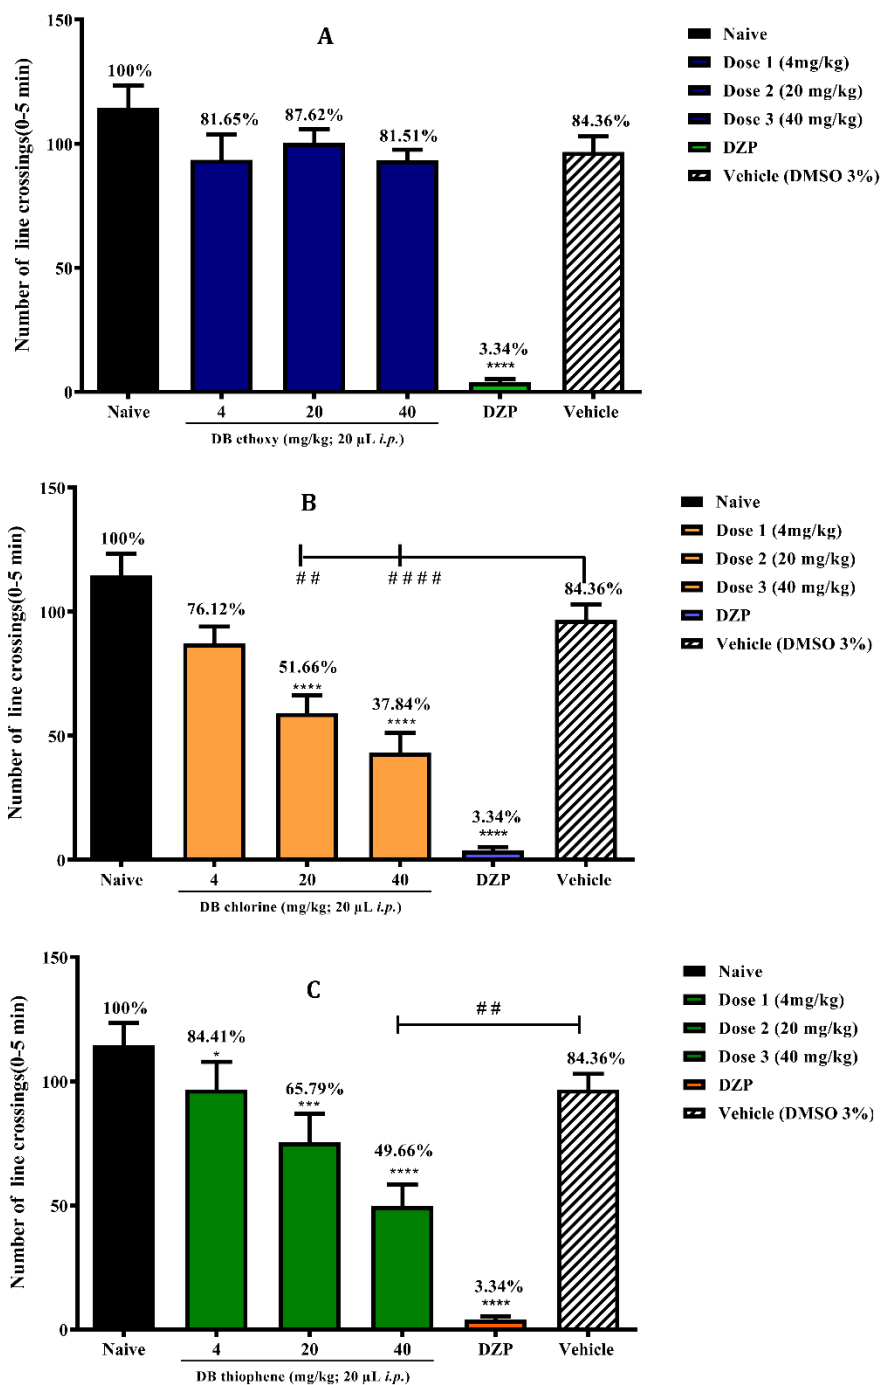 A
Number of line crossings(0-5 min)
150
100
50
0
100%
81.65%
87.62%
81.51%
3.34%
****
84.36%
Naive
4
20
40
DZP
Vehicle
DB ethoxy (mg/kg; 20 µL i.p.)
Naive
Dose 1 (4mg/kg)
Dose 2 (20 mg/kg)
Dose 3 (40 mg/kg)
DZP
Vehicle (DMSO 3%)
B
Number of line crossings(0-5 min)
150
100
50
0
100%
76.12%
51.66%
****
37.84%
****
3.34%
****
84.36%
##
####
Naive
4
20
40
DZP
Vehicle
DB chlorine (mg/kg; 20 µL i.p.)
Naive
Dose 1 (4mg/kg)
Dose 2 (20 mg/kg)
Dose 3 (40 mg/kg)
DZP
Vehicle (DMSO 3%)
C
Number of line crossings(0-5 min)
150
100
50
0
100%
84.41%
*
65.79%
***
49.66%
****
3.34%
****
84.36%
##
Naive
4
20
40
DZP
Vehicle
DB thiophene (mg/kg; 20 µL i.p.)
Naive
Dose 1 (4mg/kg)
Dose 2 (20 mg/kg)
Dose 3 (40 mg/kg)
DZP
Vehicle (DMSO 3%)